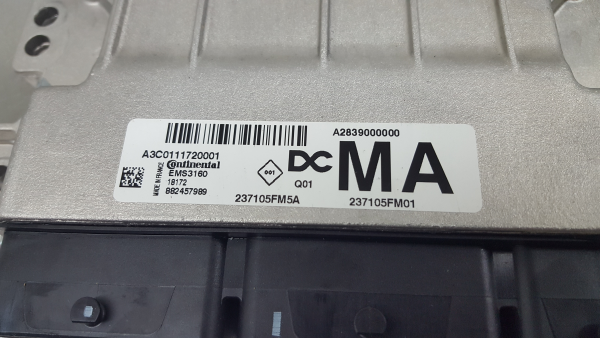 A2839000000
A3C0111720001
Continental
EMS3160
18172
882457989
MADE IN FRANCE
001
DC
Q01
MA
237105FM5A
237105FM01